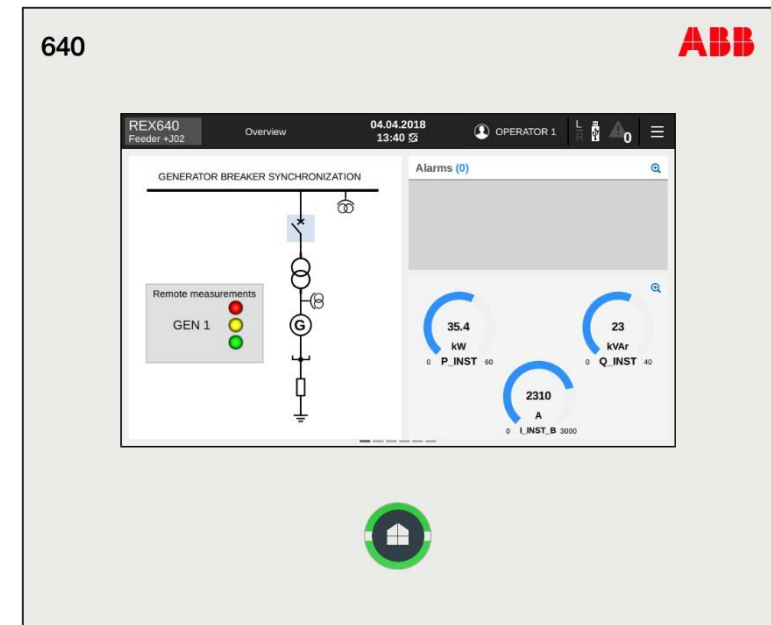 640
ABB
REX640
Feeder +J02
Overview
04.04.2018
13:40
OPERATOR 1
L
R
0
GENERATOR BREAKER SYNCHRONIZATION
Remote measurements
GEN 1
G
Alarms (0)
35.4
kW
0 P_INST 60
23
kVAr
0 Q_INST 40
2310
A
0 I_INST_B 3000